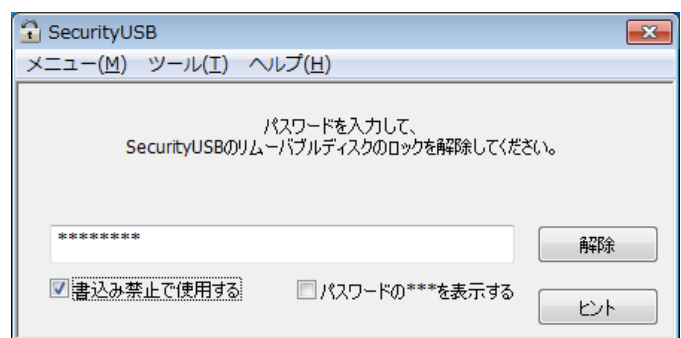 SecurityUSB
メニュー(M) ツール(T) ヘルプ(H)
パスワードを入力して、
SecurityUSBのリムーバブルディスクのロックを解除してください。
********
解除
書込み禁止で使用する
パスワードの***を表示する
ヒント